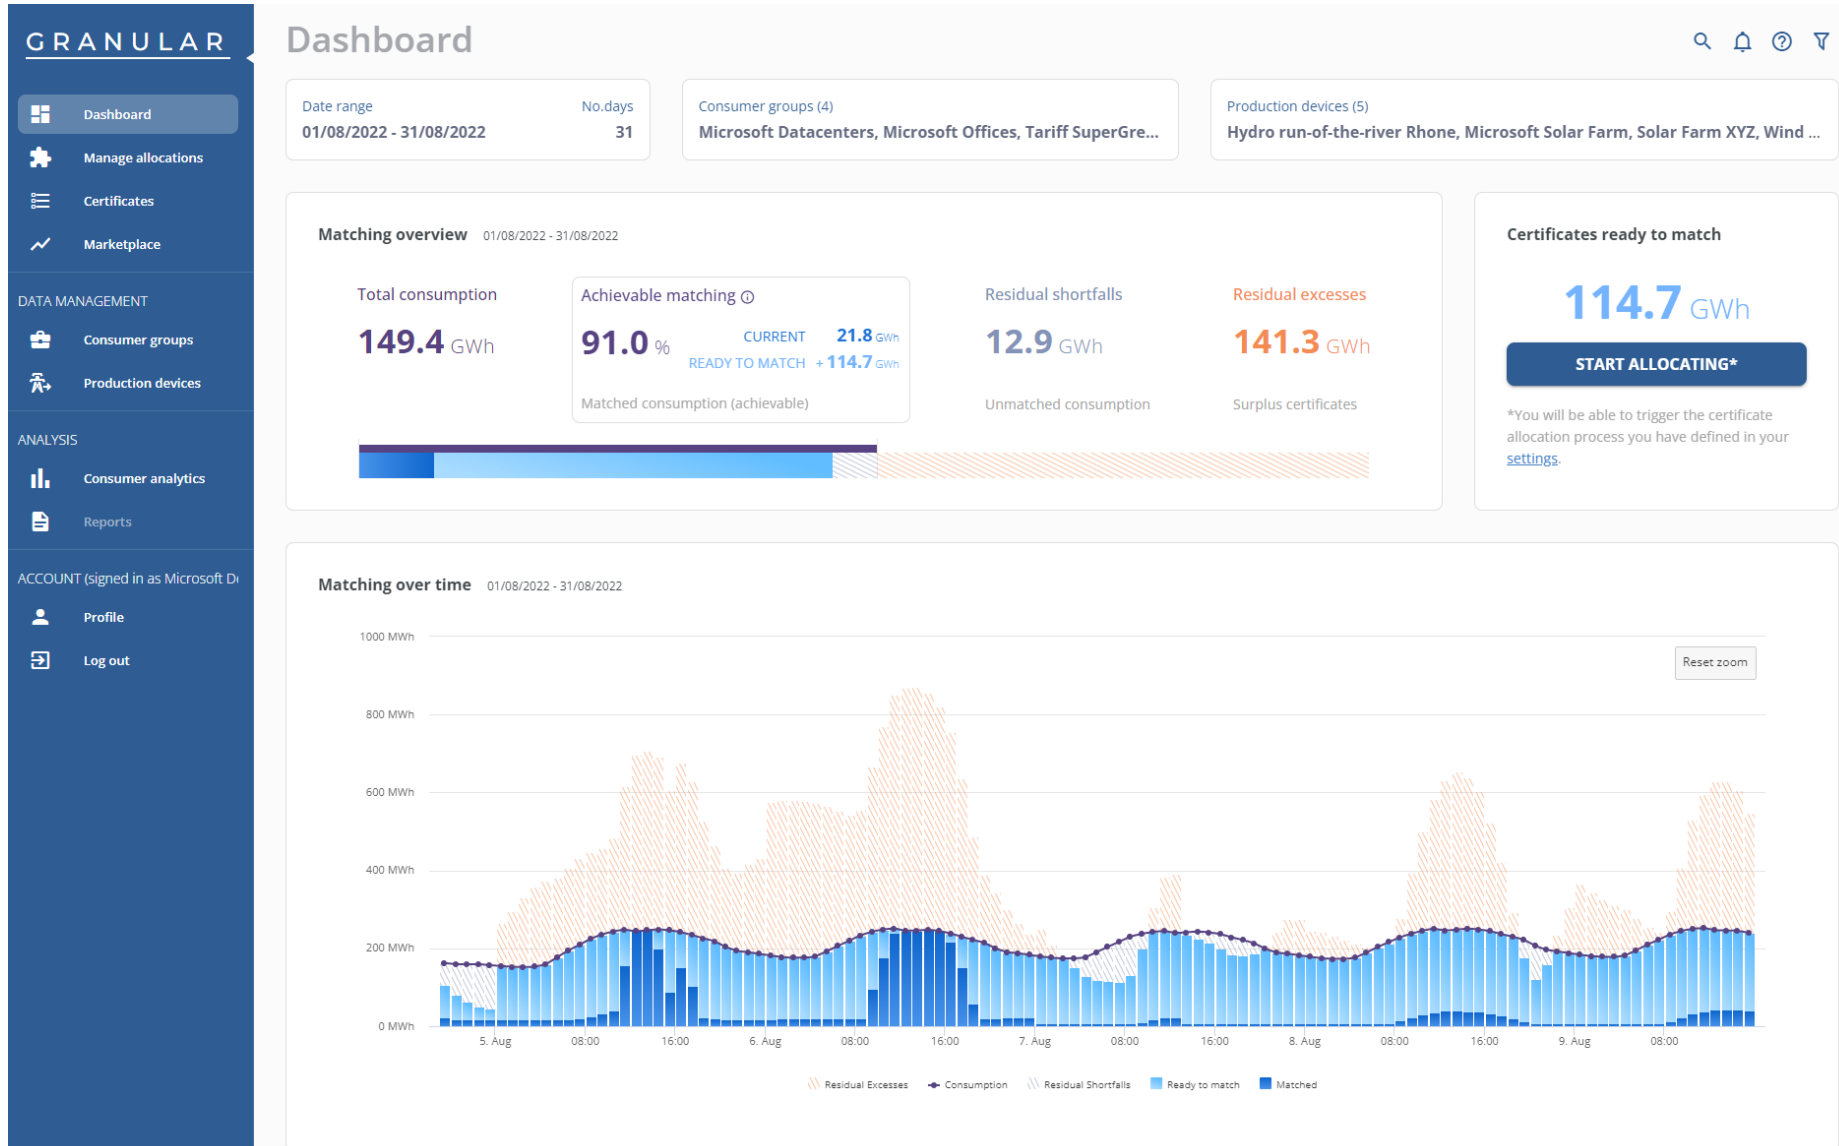 GRANULAR
Dashboard
Manage allocations
Certificates
Marketplace
DATA MANAGEMENT
Consumer groups
Production devices
ANALYSIS
Consumer analytics
Reports
ACCOUNT (signed in as Microsoft D
Profile
Log out
Dashboard
Date range No.days
01/08/2022 - 31/08/2022 31
Consumer groups (4)
Microsoft Datacenters, Microsoft Offices, Tariff SuperGre...
Production devices (5)
Hydro run-of-the-river Rhone, Microsoft Solar Farm, Solar Farm XYZ, Wind ...
Matching overview 01/08/2022 - 31/08/2022
Total consumption
149.4 GWh
Achievable matching
91.0 %
CURRENT 21.8 GWh
READY TO MATCH + 114.7 GWh
Matched consumption (achievable)
Residual shortfalls
12.9 GWh
Unmatched consumption
Residual excesses
141.3 GWh
Surplus certificates
Certificates ready to match
114.7 GWh
START ALLOCATING*
*You will be able to trigger the certificate
allocation process you have defined in your
settings.
Matching over time 01/08/2022 - 31/08/2022
Reset zoom
1000 MWh
800 MWh
600 MWh
400 MWh
200 MWh
0 MWh
5. Aug 08:00 16:00 6. Aug 08:00 16:00 7. Aug 08:00 16:00 8. Aug 08:00 16:00 9. Aug 08:00
Residual Excesses Consumption Residual Shortfalls Ready to match Matched